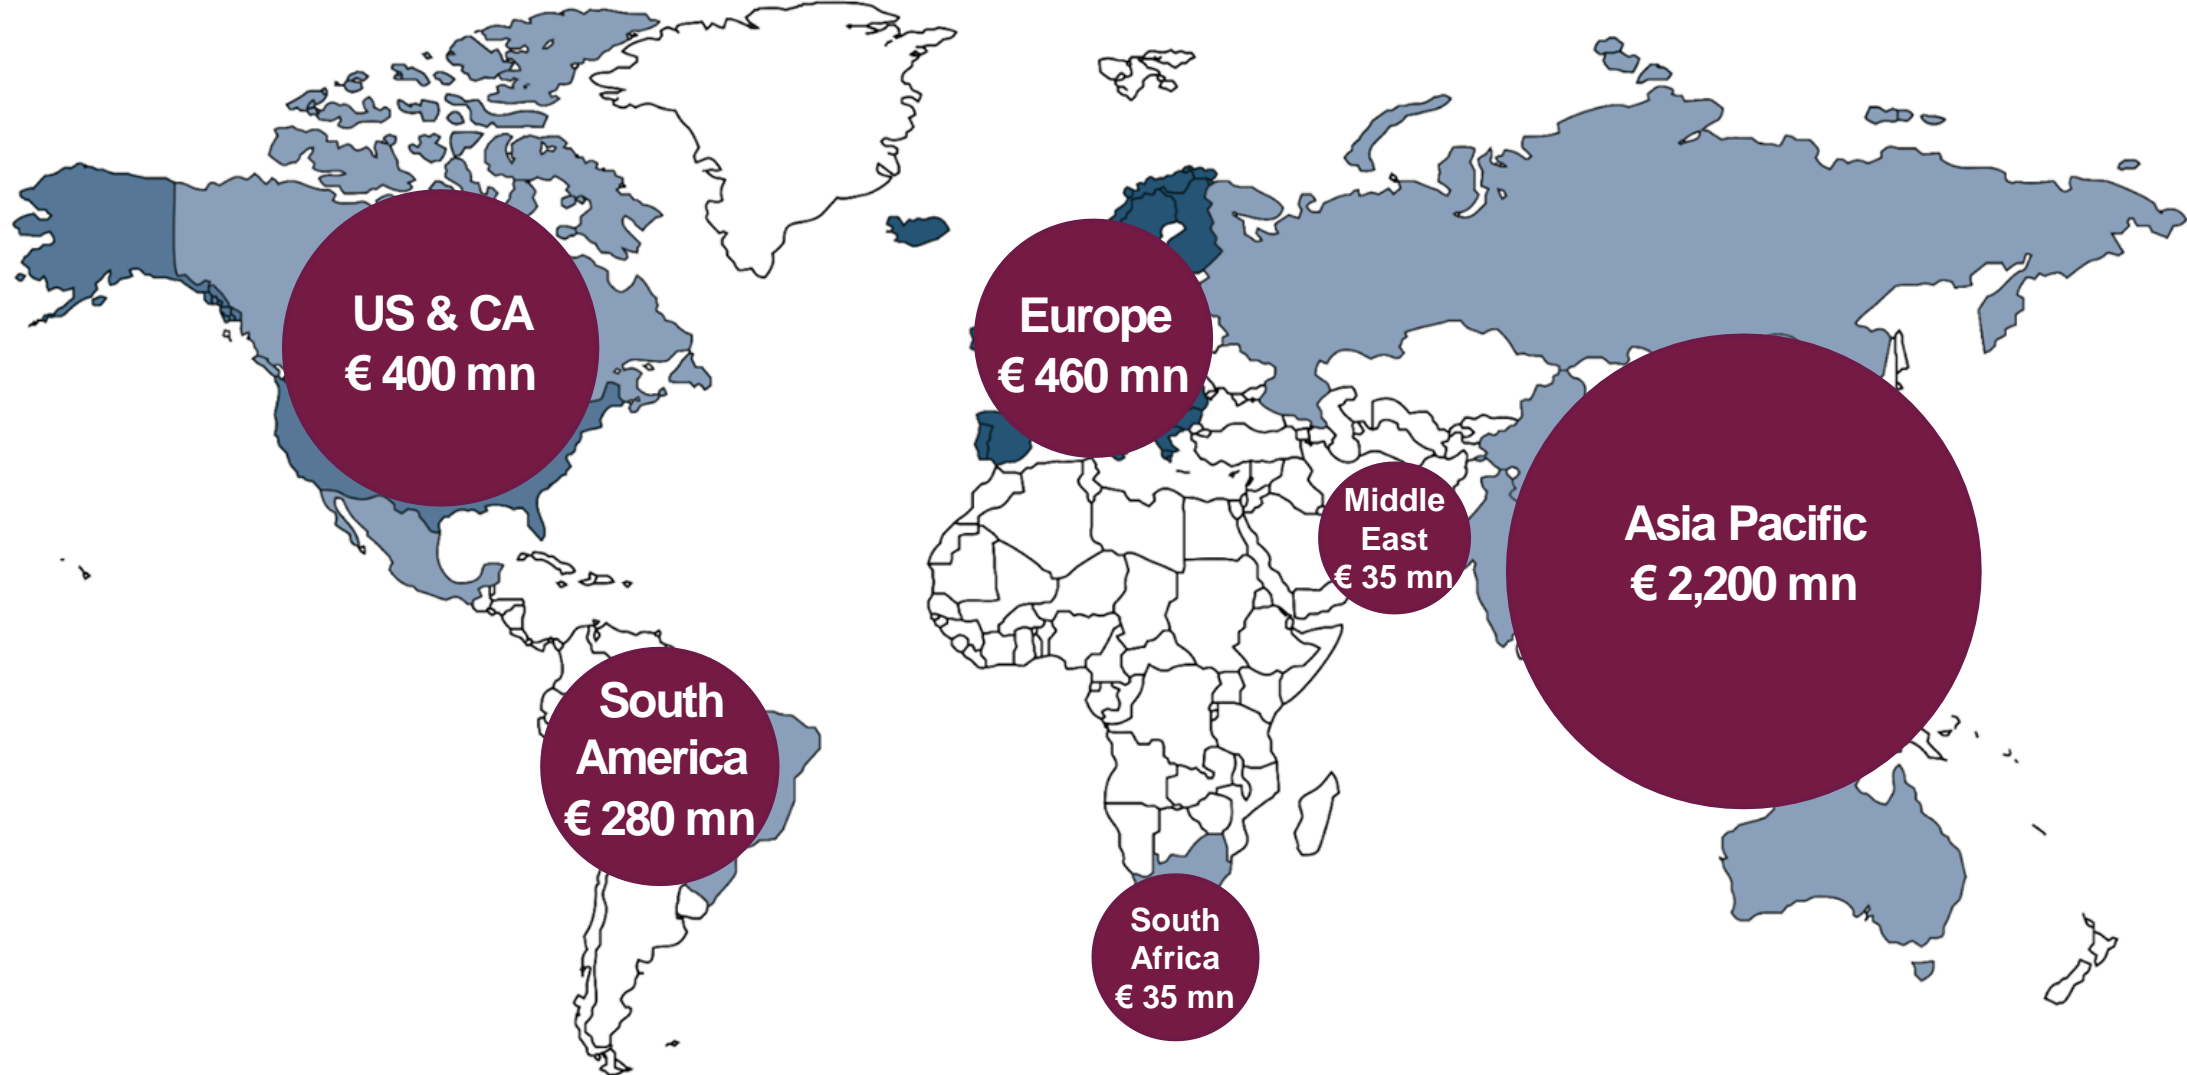 US & CA
€ 400 mn
Europe
€ 460 mn
Middle
East
€ 35 mn
Asia Pacific
€ 2,200 mn
South
America
€ 280 mn
South
Africa
€ 35 mn